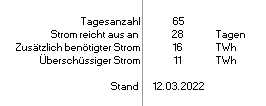 Tagesanzahl 65
Strom reicht aus an 28 Tagen
Zusätzlich benötigter Strom 16 TWh
Überschüssiger Strom 11 TWh
Stand 12.03.2022